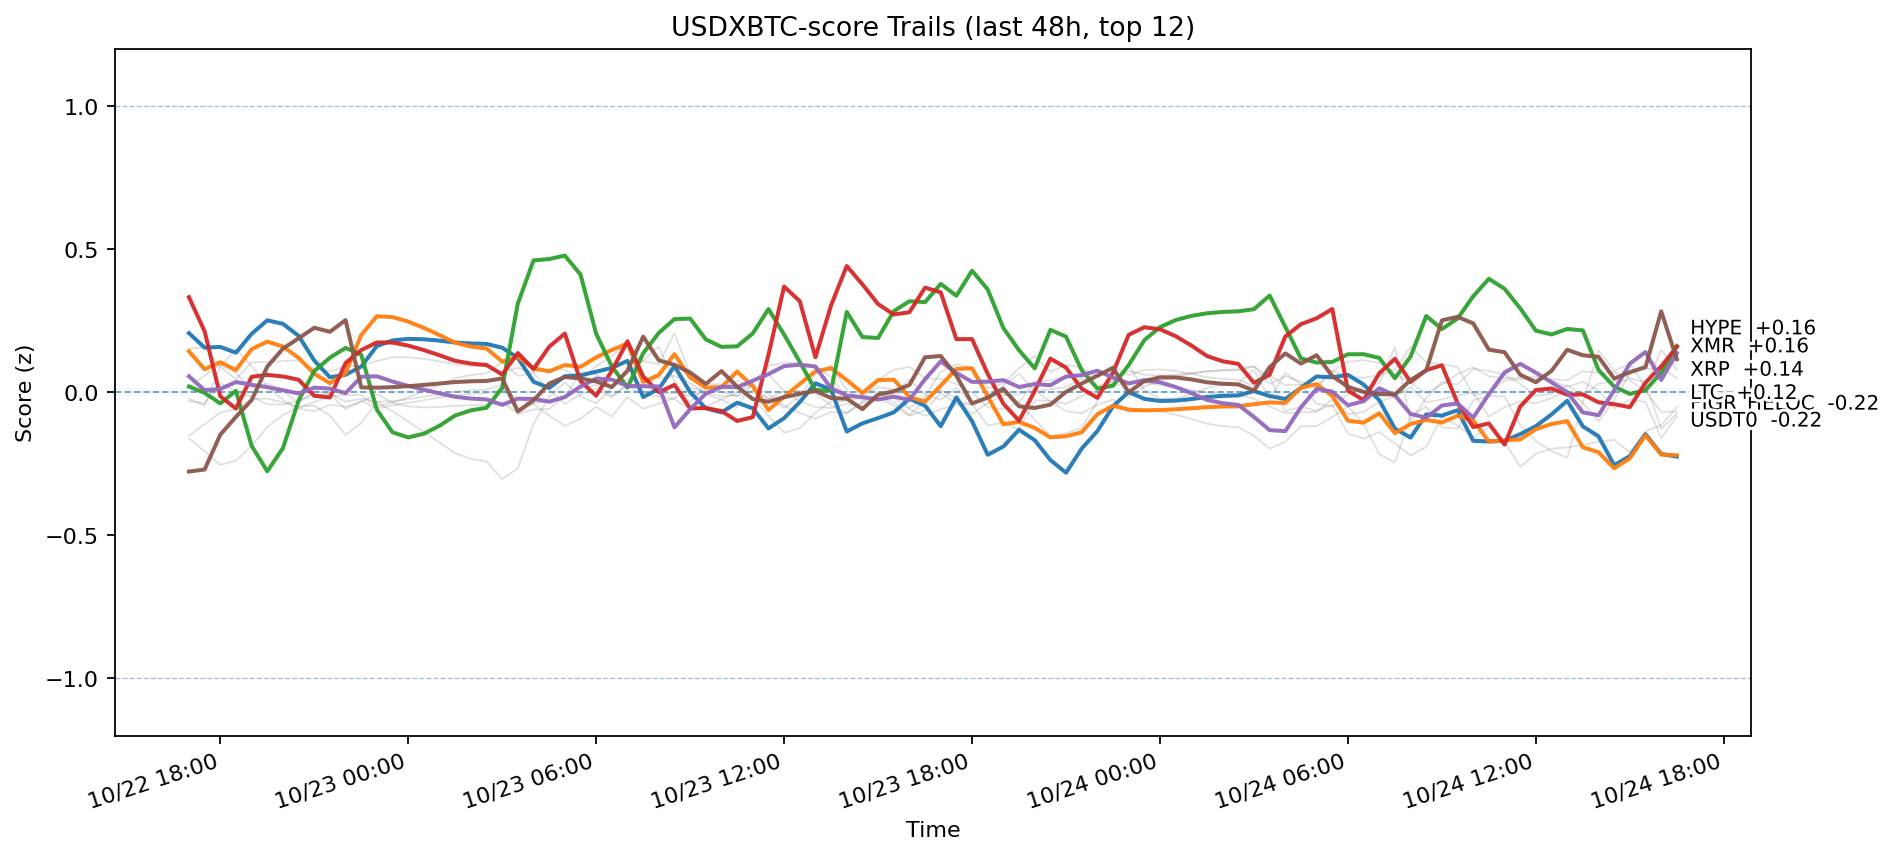 USDXBTC-score Trails (last 48h, top 12)
Score (z)
1.0
0.5
0.0
−0.5
−1.0
HYPE +0.16
XMR +0.16
XRP +0.14
LTC +0.12
FIGR_HELOC -0.22
USDT0 -0.22
10/22 18:00
10/23 00:00
10/23 06:00
10/23 12:00
10/23 18:00
10/24 00:00
10/24 06:00
10/24 12:00
10/24 18:00
Time